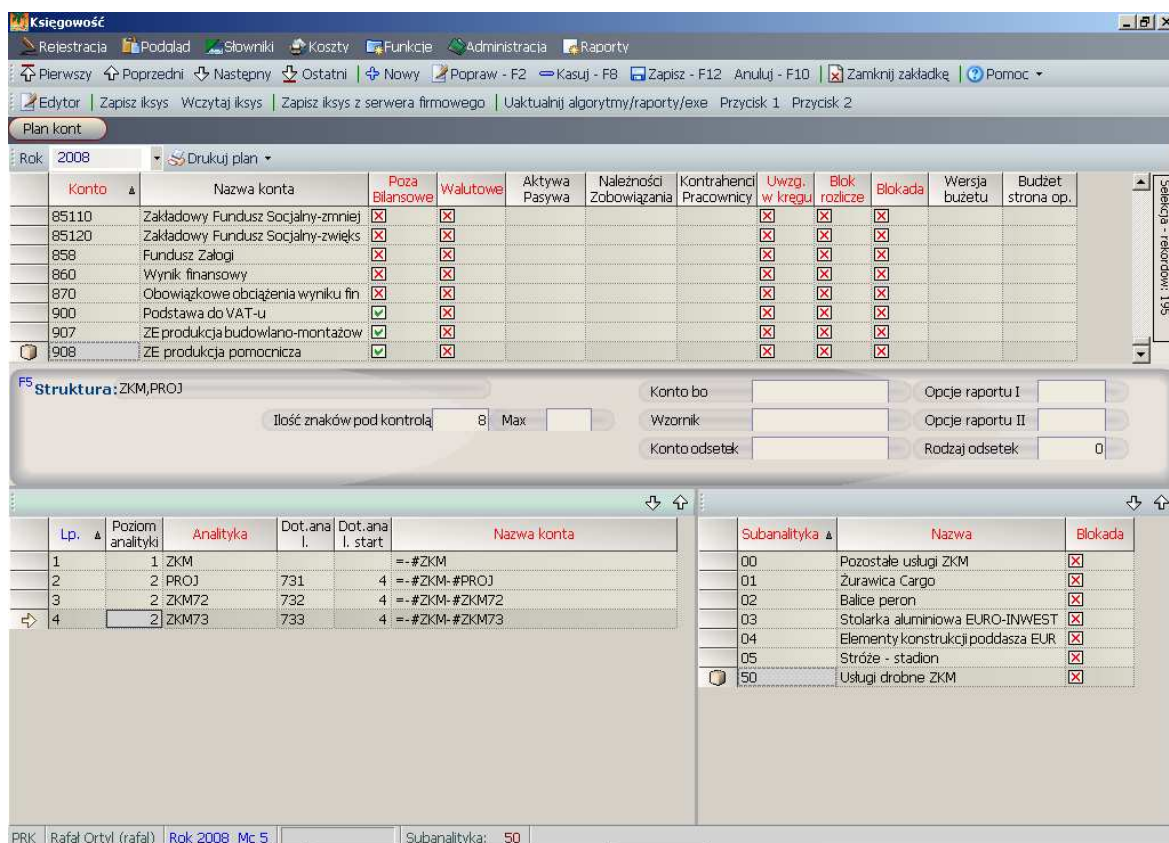 Księgowość
Rejestracja Podgląd Słowniki Koszty Funkcje Administracja Raporty
Pierwszy Poprzedni Następny Ostatni Nowy Popraw - F2 Kasuj - F8 Zapisz - F12 Anuluj - F10 Zamknij zakładkę Pomoc
Edytor Zapisz iksys Wczytaj iksys Zapisz iksys z serwera firmowego Uaktualnij algorytmy/raporty/exe Przycisk 1 Przycisk 2
Plan kont
Rok 2008 Drukuj plan
Konto Nazwa konta Poza Bilansowe Walutowe Aktywa Pasywa Należności Zobowiązania Kontrahenci Pracownicy Uwzg. w kręgu Blok rozlicze Blokada Wersja bużetu Budżet strona op.
85110 Zakładowy Fundusz Socjalny-zmniej
85120 Zakładowy Fundusz Socjalny-zwięks
858 Fundusz Załogi
860 Wynik finansowy
870 Obowiązkowe obciążenia wyniku fin
900 Podstawa do VAT-u
907 ZE produkcja budowlano-montażow
908 ZE produkcja pomocnicza
Selekcja - rekordów: 195
F5 Struktura: ZKM,PROJ
Konto bo Opcje raportu I
Ilość znaków pod kontrolą 8 Max Wzornik Opcje raportu II
Konto odsetek Rodzaj odsetek 0
Lp. Poziom analityki Analityka Dot.ana l. Dot.ana l. start Nazwa konta
1 1 ZKM =-#ZKM
2 2 PROJ 731 4 =-#ZKM-#PROJ
3 2 ZKM72 732 4 =-#ZKM-#ZKM72
4 2 ZKM73 733 4 =-#ZKM-#ZKM73
Subanalityka Nazwa Blokada
00 Pozostałe usługi ZKM
01 Żurawica Cargo
02 Balice peron
03 Stolarka aluminiowa EURO-INWEST
04 Elementy konstrukcji poddasza EUR
05 Stróże - stadion
50 Usługi drobne ZKM
PRK Rafał Ortyl (rafal) Rok 2008 Mc 5 Subanalityka: 50